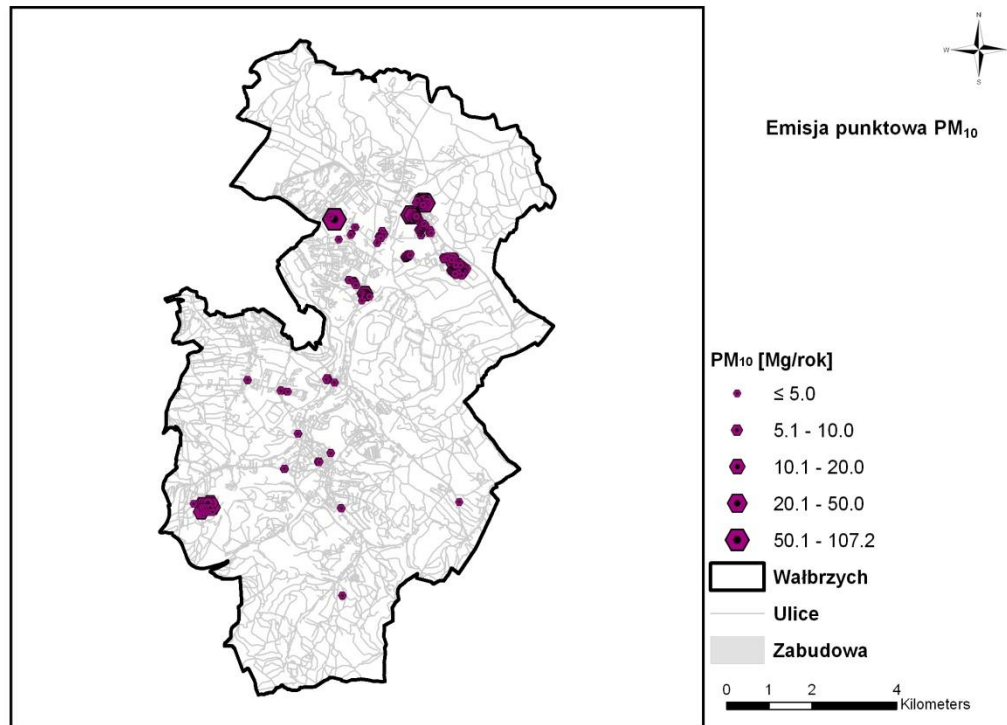 N
W E
S
Emisja punktowa PM₁₀
PM₁₀ [Mg/rok]
≤ 5.0
5.1 - 10.0
10.1 - 20.0
20.1 - 50.0
50.1 - 107.2
Wałbrzych
Ulice
Zabudowa
0 1 2 4
Kilometers